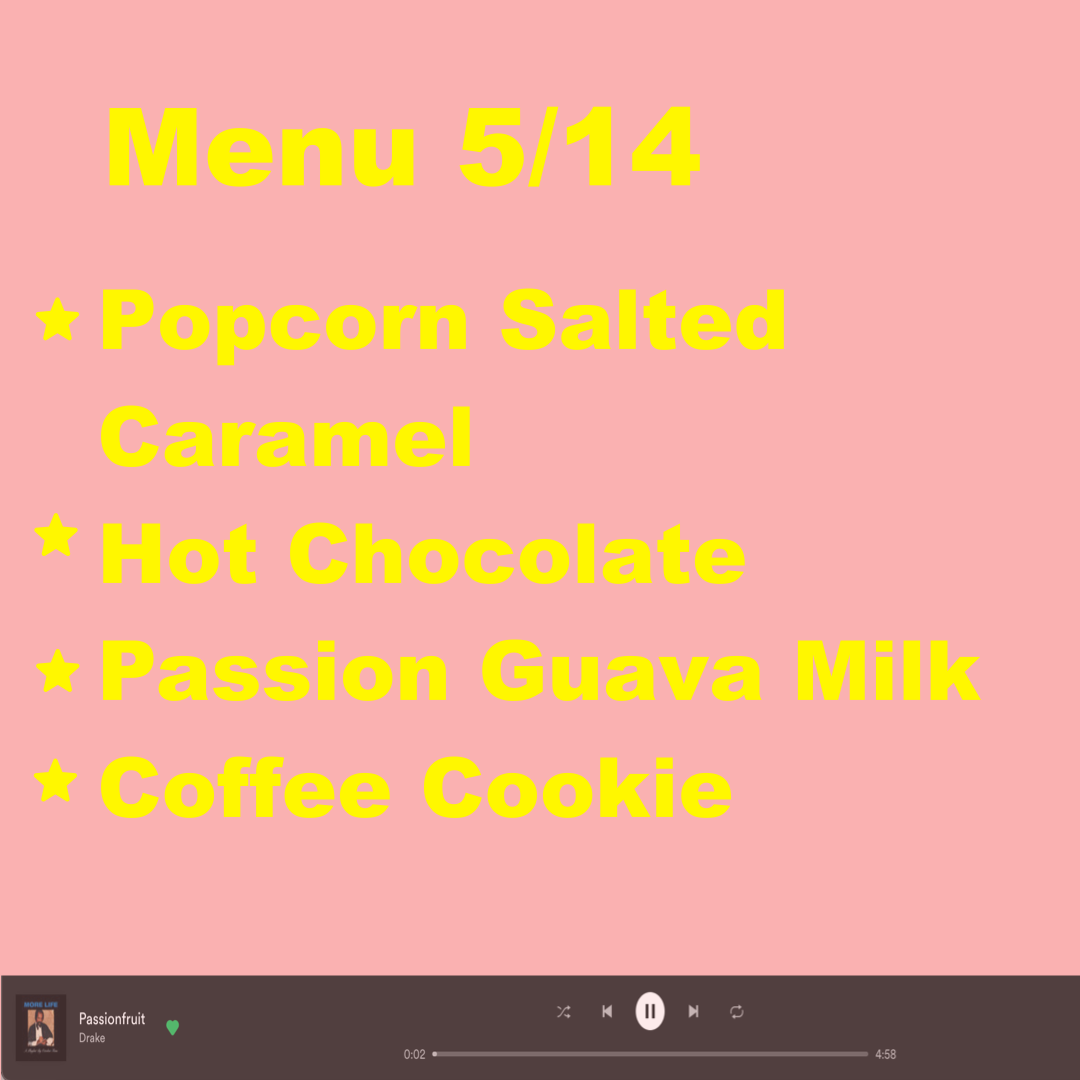 Menu 5/14
Popcorn Salted
Caramel
Hot Chocolate
Passion Guava Milk
Coffee Cookie
MORE LIFE
Passionfruit
Drake
0:02
4:58